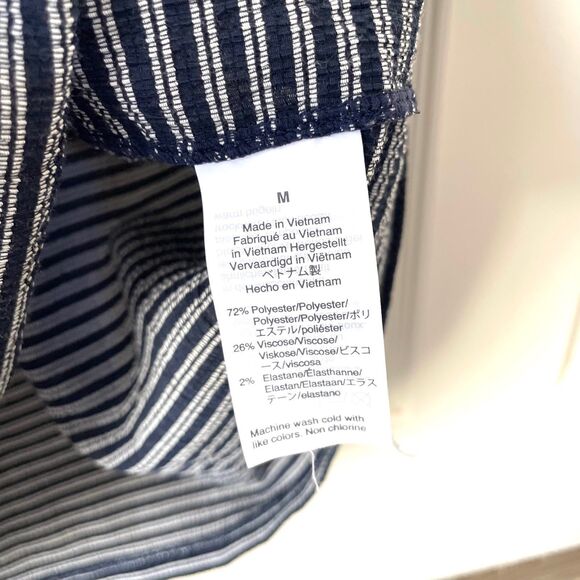 M
Made in Vietnam
Fabriqué au Vietnam
in Vietnam Hergestellt
Vervaardigd in Viëtnam
ベトナム製
Hecho en Vietnam
72% Polyester/Polyester/
Polyester/Polyester/ポリ
エステル/poliéster
26% Viscose/Viscose/
Viskose/Viscose/ビスコ
ース/viscosa
2% Elastane/Élasthanne/
Elastan/Elastaan/エラス
テーン/elastano
Machine wash cold with
like colors. Non chlorine